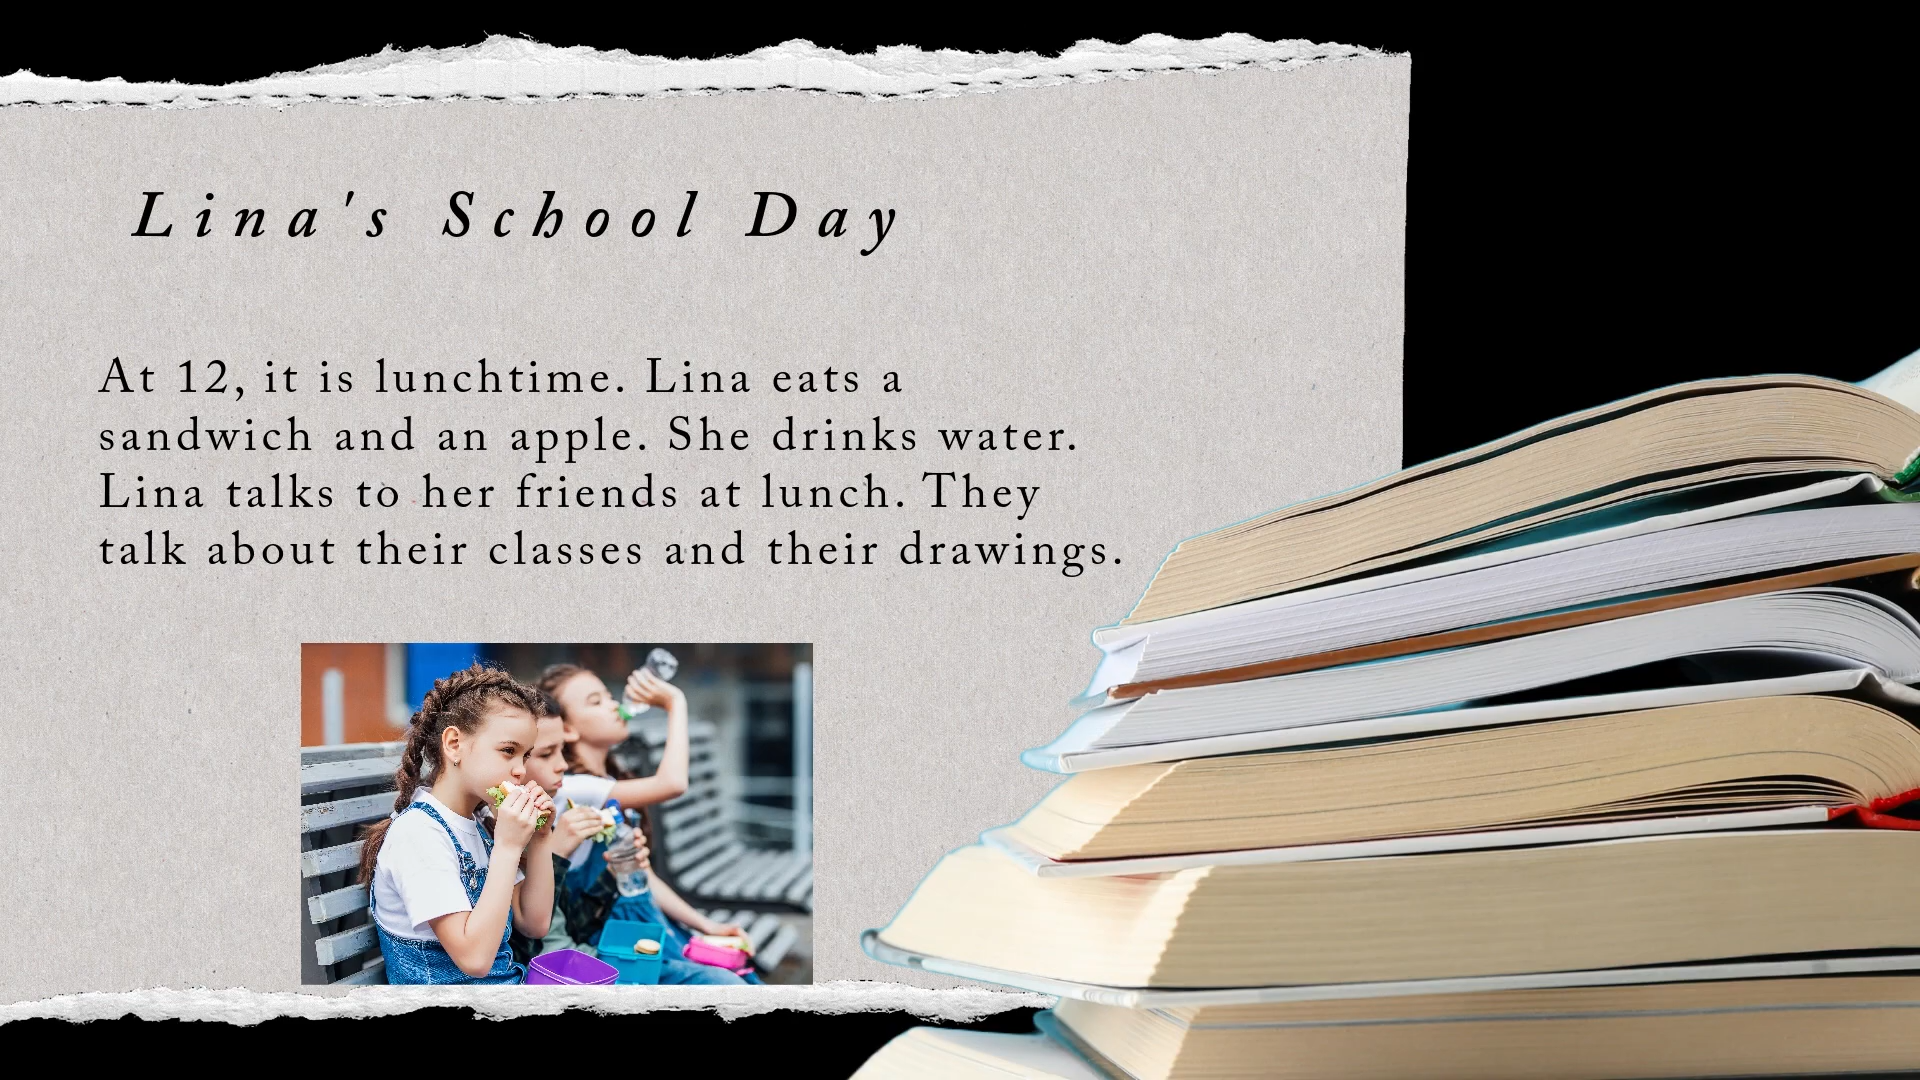 Lina's School Day
At 12, it is lunchtime. Lina eats a
sandwich and an apple. She drinks water.
Lina talks to her friends at lunch. They
talk about their classes and their drawings.